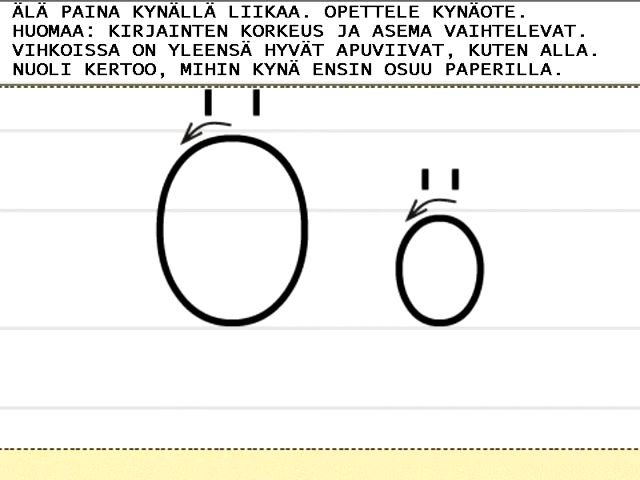 ÄLÄ PAINA KYNÄLLÄ LIIKAA. OPETTELE KYNÄOTE.
HUOMAA: KIRJAINTEN KORKEUS JA ASEMA VAIHTELEVAT.
VIHKOISSA ON YLEENSÄ HYVÄT APUVIIVAT, KUTEN ALLA.
NUOLI KERTOO, MIHIN KYNÄ ENSIN OSUU PAPERILLA.
Ö ö